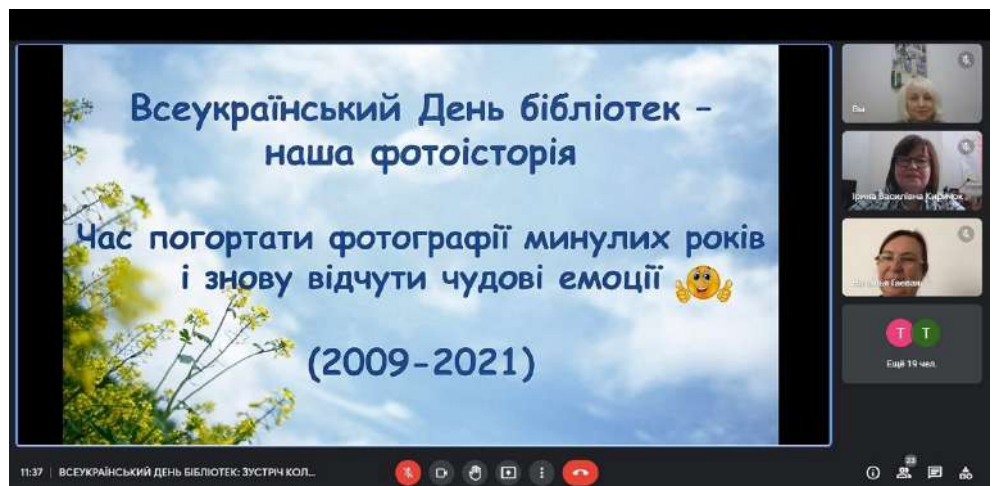 Всеукраїнський День бібліотек –
наша фотоісторія
Час погортати фотографії минулих років
і знову відчути чудові емоції
(2009-2021)
Вы
Ірина Василівна
T T
Ещё 19 чел.
11:37 | ВСЕУКРАЇНСЬКИЙ ДЕНЬ БІБЛІОТЕК: ЗУСТРІЧ КОЛ...
23